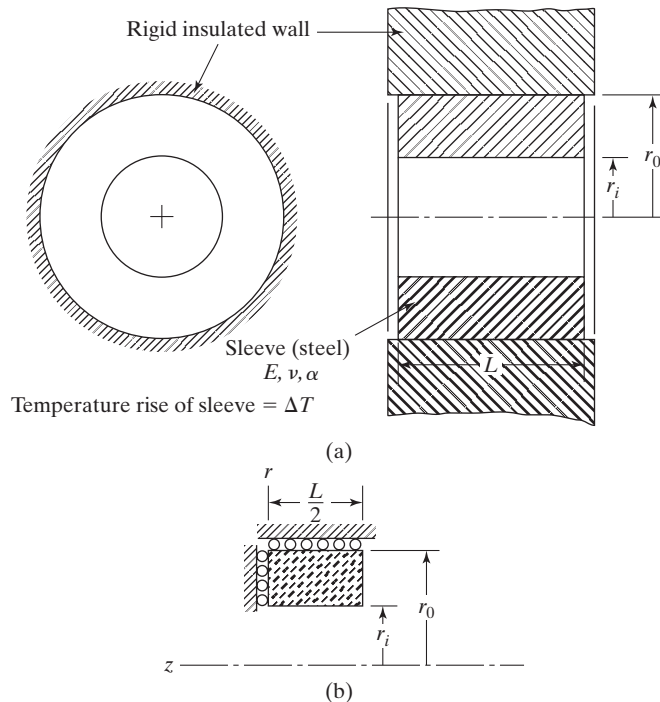 Rigid insulated wall
r₀
rᵢ
Sleeve (steel)
E, ν, α
L
Temperature rise of sleeve = ΔT
(a)
r
L/2
r₀
rᵢ
z
(b)